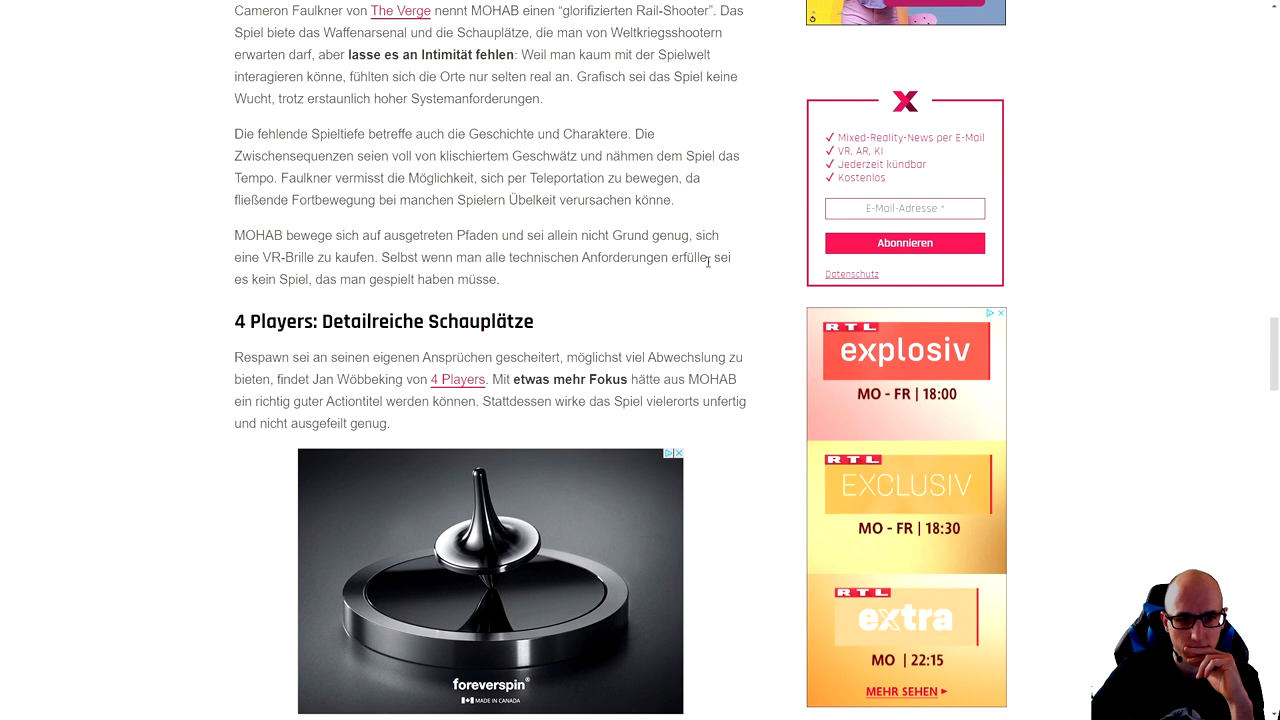 Cameron Faulkner von The Verge nennt MOHAB einen “glorifizierten Rail-Shooter”. Das
Spiel biete das Waffenarsenal und die Schauplätze, die man von Weltkriegsshootern
erwarten darf, aber lasse es an Intimität fehlen: Weil man kaum mit der Spielwelt
interagieren könne, fühlten sich die Orte nur selten real an. Grafisch sei das Spiel keine
Wucht, trotz erstaunlich hoher Systemanforderungen.
Die fehlende Spieltiefe betreffe auch die Geschichte und Charaktere. Die
Zwischensequenzen seien voll von klischiertem Geschwätz und nähmen dem Spiel das
Tempo. Faulkner vermisst die Möglichkeit, sich per Teleportation zu bewegen, da
fließende Fortbewegung bei manchen Spielern Übelkeit verursachen könne.
MOHAB bewege sich auf ausgetreten Pfaden und sei allein nicht Grund genug, sich
eine VR-Brille zu kaufen. Selbst wenn man alle technischen Anforderungen erfülle, sei
es kein Spiel, das man gespielt haben müsse.
4 Players: Detailreiche Schauplätze
Respawn sei an seinen eigenen Ansprüchen gescheitert, möglichst viel Abwechslung zu
bieten, findet Jan Wöbbeking von 4 Players. Mit etwas mehr Fokus hätte aus MOHAB
ein richtig guter Actiontitel werden können. Stattdessen wirke das Spiel vielerorts unfertig
und nicht ausgefeilt genug.
foreverspin®
MADE IN CANADA
X
✓ Mixed-Reality-News per E-Mail
✓ VR, AR, KI
✓ Jederzeit kündbar
✓ Kostenlos
E-Mail-Adresse *
Abonnieren
Datenschutz
RTL
explosiv
MO - FR | 18:00
RTL
EXCLUSIV
MO - FR | 18:30
RTL
extra
MO | 22:15
MEHR SEHEN ►